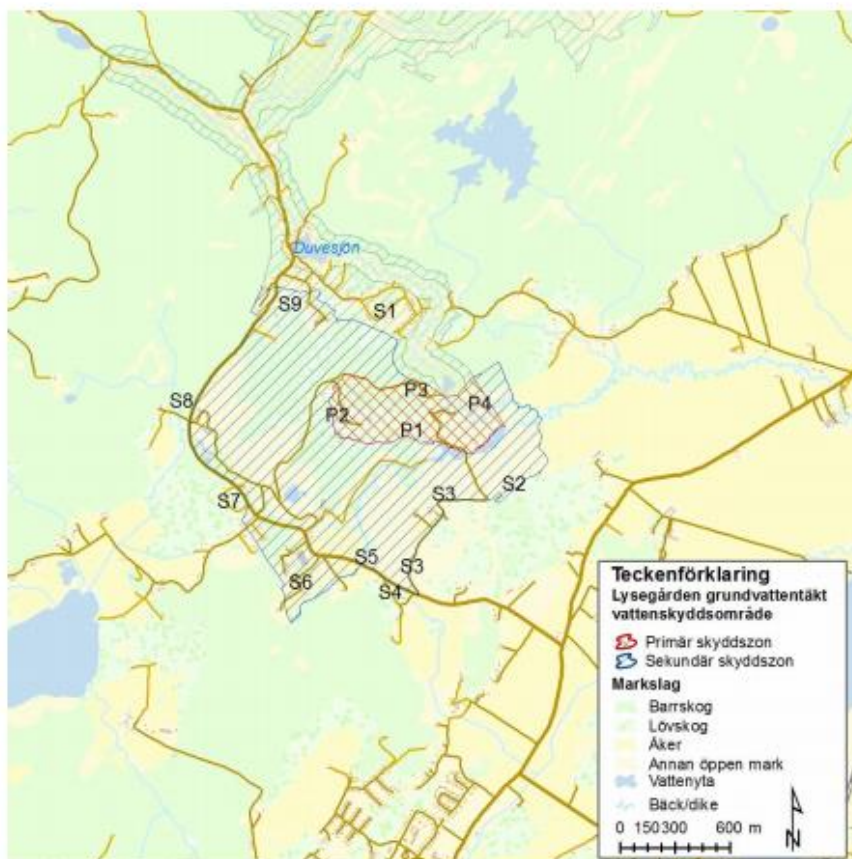 Duvesjön
S9
S1
P3
S8
P2
P4
P1
S2
S3
S7
S5
S3
S6
S4
Teckenförklaring
Lysegården grundvattentäkt
vattenskyddsområde
Primär skyddszon
Sekundär skyddszon
Markslag
Barrskog
Lövskog
Åker
Annan öppen mark
Vattenyta
Bäck/dike
0 150300 600 m
N